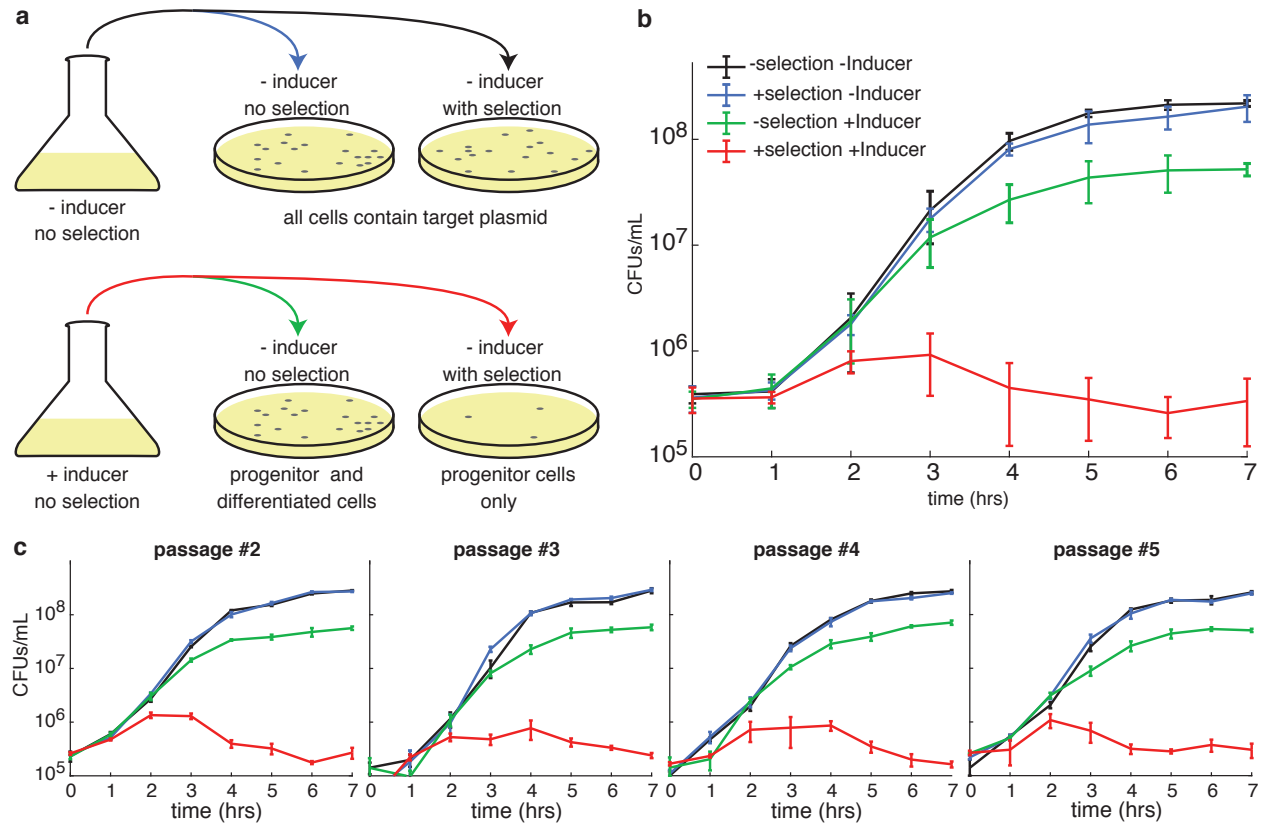 a
- inducer
no selection
- inducer
with selection
- inducer
no selection
all cells contain target plasmid
- inducer
no selection
- inducer
with selection
+ inducer
no selection
progenitor and
differentiated cells
progenitor cells
only
b
-selection -Inducer
+selection -Inducer
-selection +Inducer
+selection +Inducer
CFUs/mL
10⁸
10⁷
10⁶
10⁵
0 1 2 3 4 5 6 7
time (hrs)
c
passage #2
passage #3
passage #4
passage #5
CFUs/mL
10⁸
10⁷
10⁶
10⁵
0 1 2 3 4 5 6 7
0 1 2 3 4 5 6 7
0 1 2 3 4 5 6 7
0 1 2 3 4 5 6 7
time (hrs)
time (hrs)
time (hrs)
time (hrs)